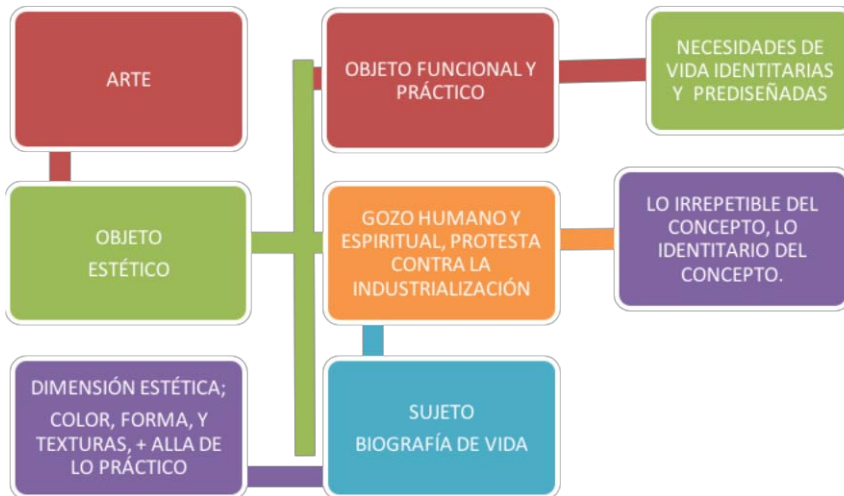 ARTE
OBJETO FUNCIONAL Y
PRÁCTICO
NECESIDADES DE
VIDA IDENTITARIAS
Y PREDISEÑADAS
OBJETO
ESTÉTICO
GOZO HUMANO Y
ESPIRITUAL, PROTESTA
CONTRA LA
INDUSTRIALIZACIÓN
LO IRREPETIBLE DEL
CONCEPTO, LO
IDENTITARIO DEL
CONCEPTO.
DIMENSIÓN ESTÉTICA;
COLOR, FORMA, Y
TEXTURAS, + ALLA DE
LO PRÁCTICO
SUJETO
BIOGRAFÍA DE VIDA